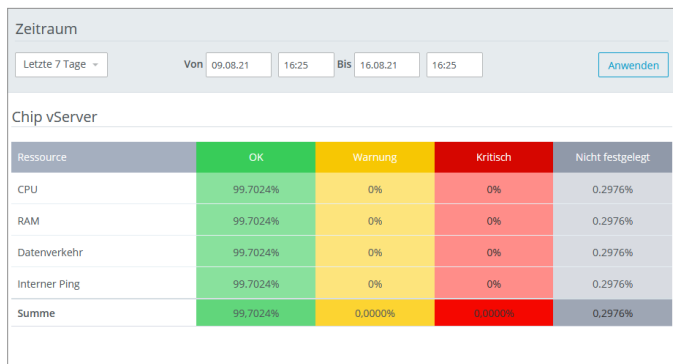 Zeitraum
Letzte 7 Tage Von 09.08.21 16:25 Bis 16.08.21 16:25 Anwenden
Chip vServer
Ressource OK Warnung Kritisch Nicht festgelegt
CPU 99.7024% 0% 0% 0.2976%
RAM 99.7024% 0% 0% 0.2976%
Datenverkehr 99.7024% 0% 0% 0.2976%
Interner Ping 99.7024% 0% 0% 0.2976%
Summe 99,7024% 0,0000% 0,0000% 0,2976%